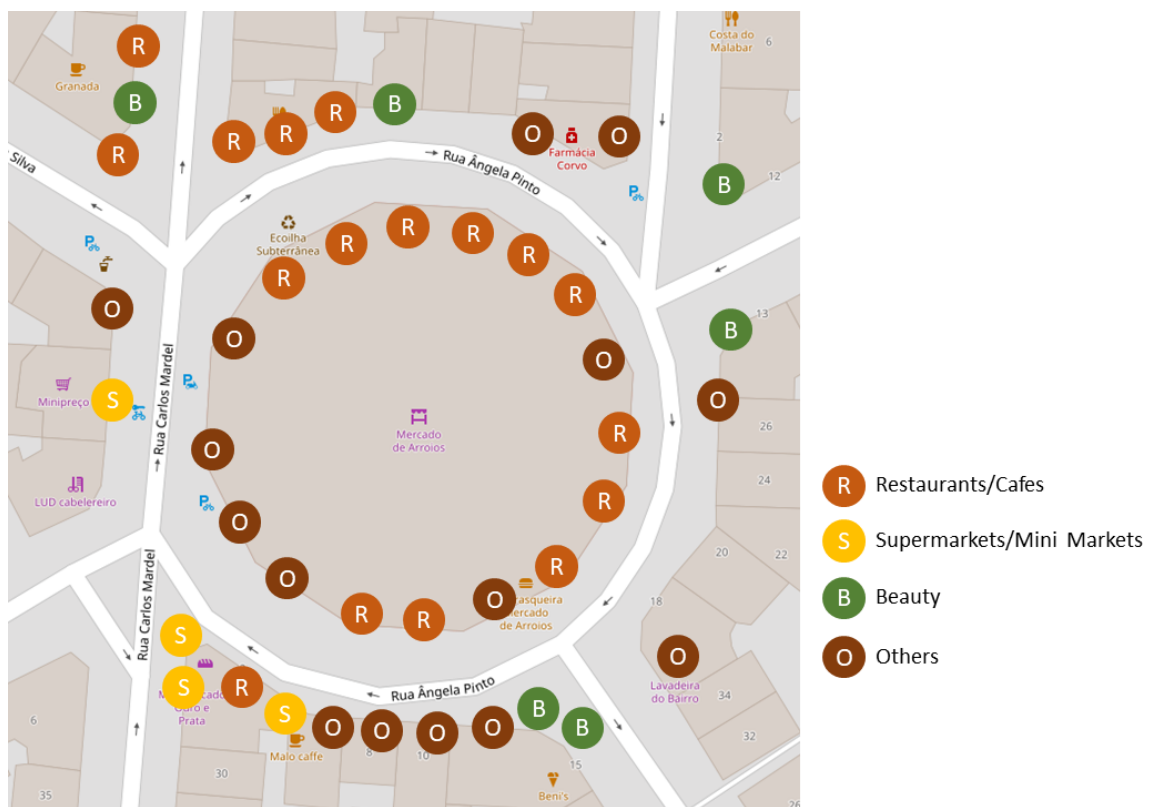 R
Costa do
Malabar
6
Granada
B
R
B
R
R
R
O
O
Farmácia
Corvo
2
12
B
Silva
Rua Ângela Pinto
Ecoilha
Subterrânea
R
R
R
R
R
R
O
O
O
13
B
Minipreço
S
Rua Carlos Mardel
Mercado
de Arroios
O
26
R
O
LUD cabelereiro
24
R
O
O
R
O
Mercado
de Arroios
20
22
18
R
R
Rua Carlos Mardel
S
S
R
Ouro e
Prata
S
Malo caffe
Rua Ângela Pinto
O
O
O
O
B
B
O
Lavadeira
do Bairro
34
32
6
30
8
10
15
Beni's
35
26
R Restaurants/Cafes
S Supermarkets/Mini Markets
B Beauty
O Others